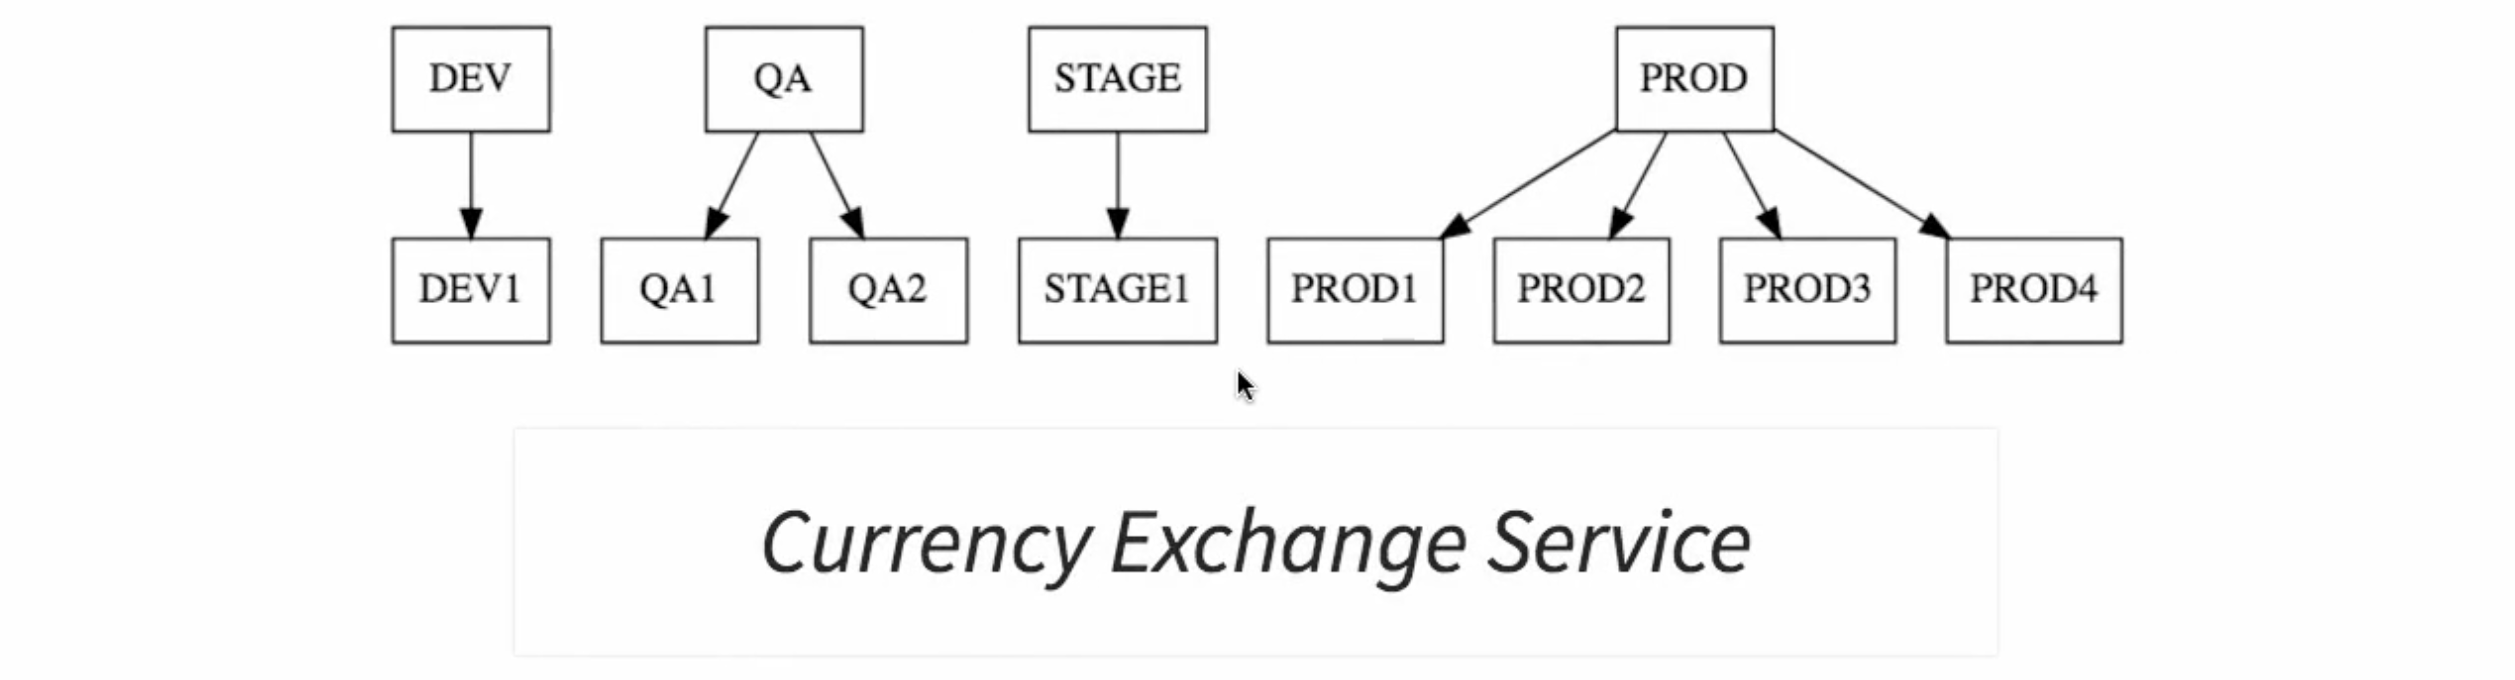 DEV QA STAGE PROD
DEV1 QA1 QA2 STAGE1 PROD1 PROD2 PROD3 PROD4
Currency Exchange Service